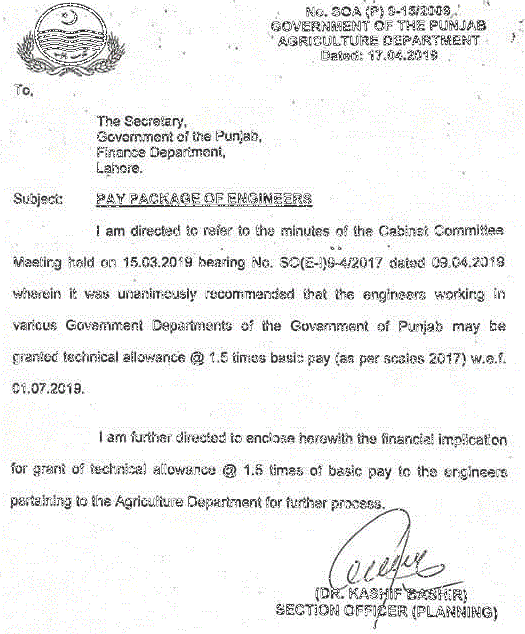 No. SOA (P) 9-15/2009
GOVERNMENT OF THE PUNJAB
AGRICULTURE DEPARTMENT
Dated: 17.04.2019
To,
The Secretary,
Government of the Punjab,
Finance Department,
Lahore.
Subject: PAY PACKAGE OF ENGINEERS
I am directed to refer to the minutes of the Cabinet Committee
Meeting held on 15.03.2019 bearing No. SO(E-I)9-4/2017 dated 09.04.2019
wherein it was unanimously recommended that the engineers working in
various Government Departments of the Government of Punjab may be
granted technical allowance @ 1.5 times basic pay (as per scales 2017) w.e.f.
01.07.2019.
I am further directed to enclose herewith the financial implication
for grant of technical allowance @ 1.5 times of basic pay to the engineers
pertaining to the Agriculture Department for further process.
(DR. KASHIF BASHIR)
SECTION OFFICER (PLANNING)